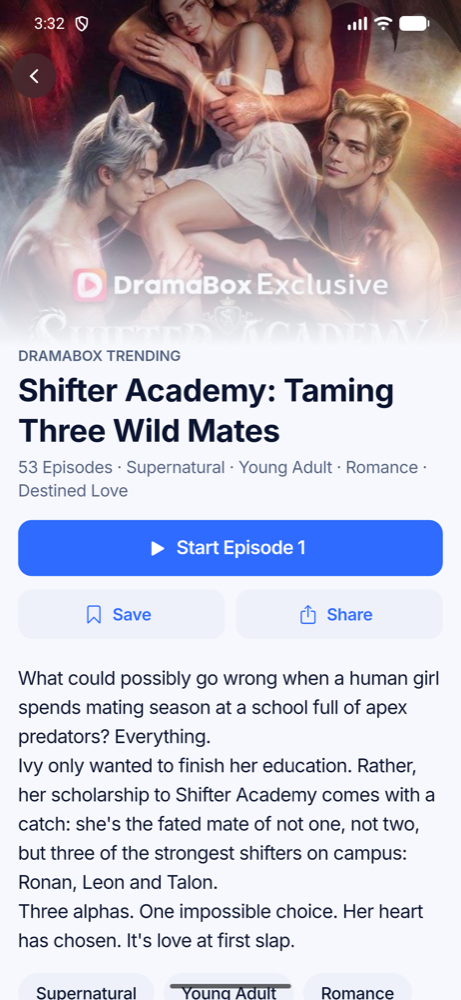 3:32
DramaBox Exclusive
SHIFTER ACADEMY
DRAMABOX TRENDING
Shifter Academy: Taming
Three Wild Mates
53 Episodes · Supernatural · Young Adult · Romance ·
Destined Love
Start Episode 1
Save
Share
What could possibly go wrong when a human girl
spends mating season at a school full of apex
predators? Everything.
Ivy only wanted to finish her education. Rather,
her scholarship to Shifter Academy comes with a
catch: she's the fated mate of not one, not two,
but three of the strongest shifters on campus:
Ronan, Leon and Talon.
Three alphas. One impossible choice. Her heart
has chosen. It's love at first slap.
Supernatural
Young Adult
Romance